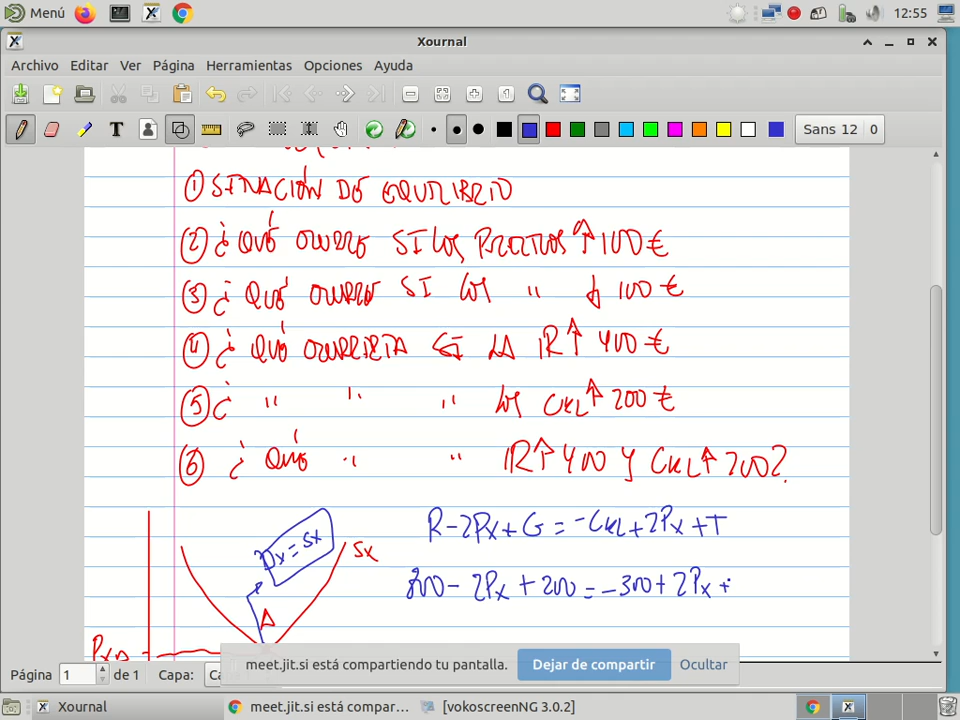 Menú 12:55
Xournal
Archivo Editar Ver Página Herramientas Opciones Ayuda
Sans 12 0
① SITUACIÓN DE EQUILIBRIO
② ¿QUÉ OCURRE SI LOS PRECIOS ↑ 100 €
③ ¿ QUÉ OCURRE SI LOS " ↓ 100 €
④ ¿ QUÉ OCURRIRIA SI LA IR ↑ 400 €
⑤ ¿ " " " LOS CKL ↑ 200 €
⑥ ¿ QUÉ " " IR ↑ 400 Y CKL ↑ 200?
R - 2Px + G = - CKL + 2Px + T
Dx = Sx
Sx
300 - 2Px + 200 = - 300 + 2Px +
A
meet.jit.si está compartiendo tu pantalla. Dejar de compartir Ocultar
Página 1 de 1 Capa: Ca
Xournal meet.jit.si está compar... [vokoscreenNG 3.0.2]